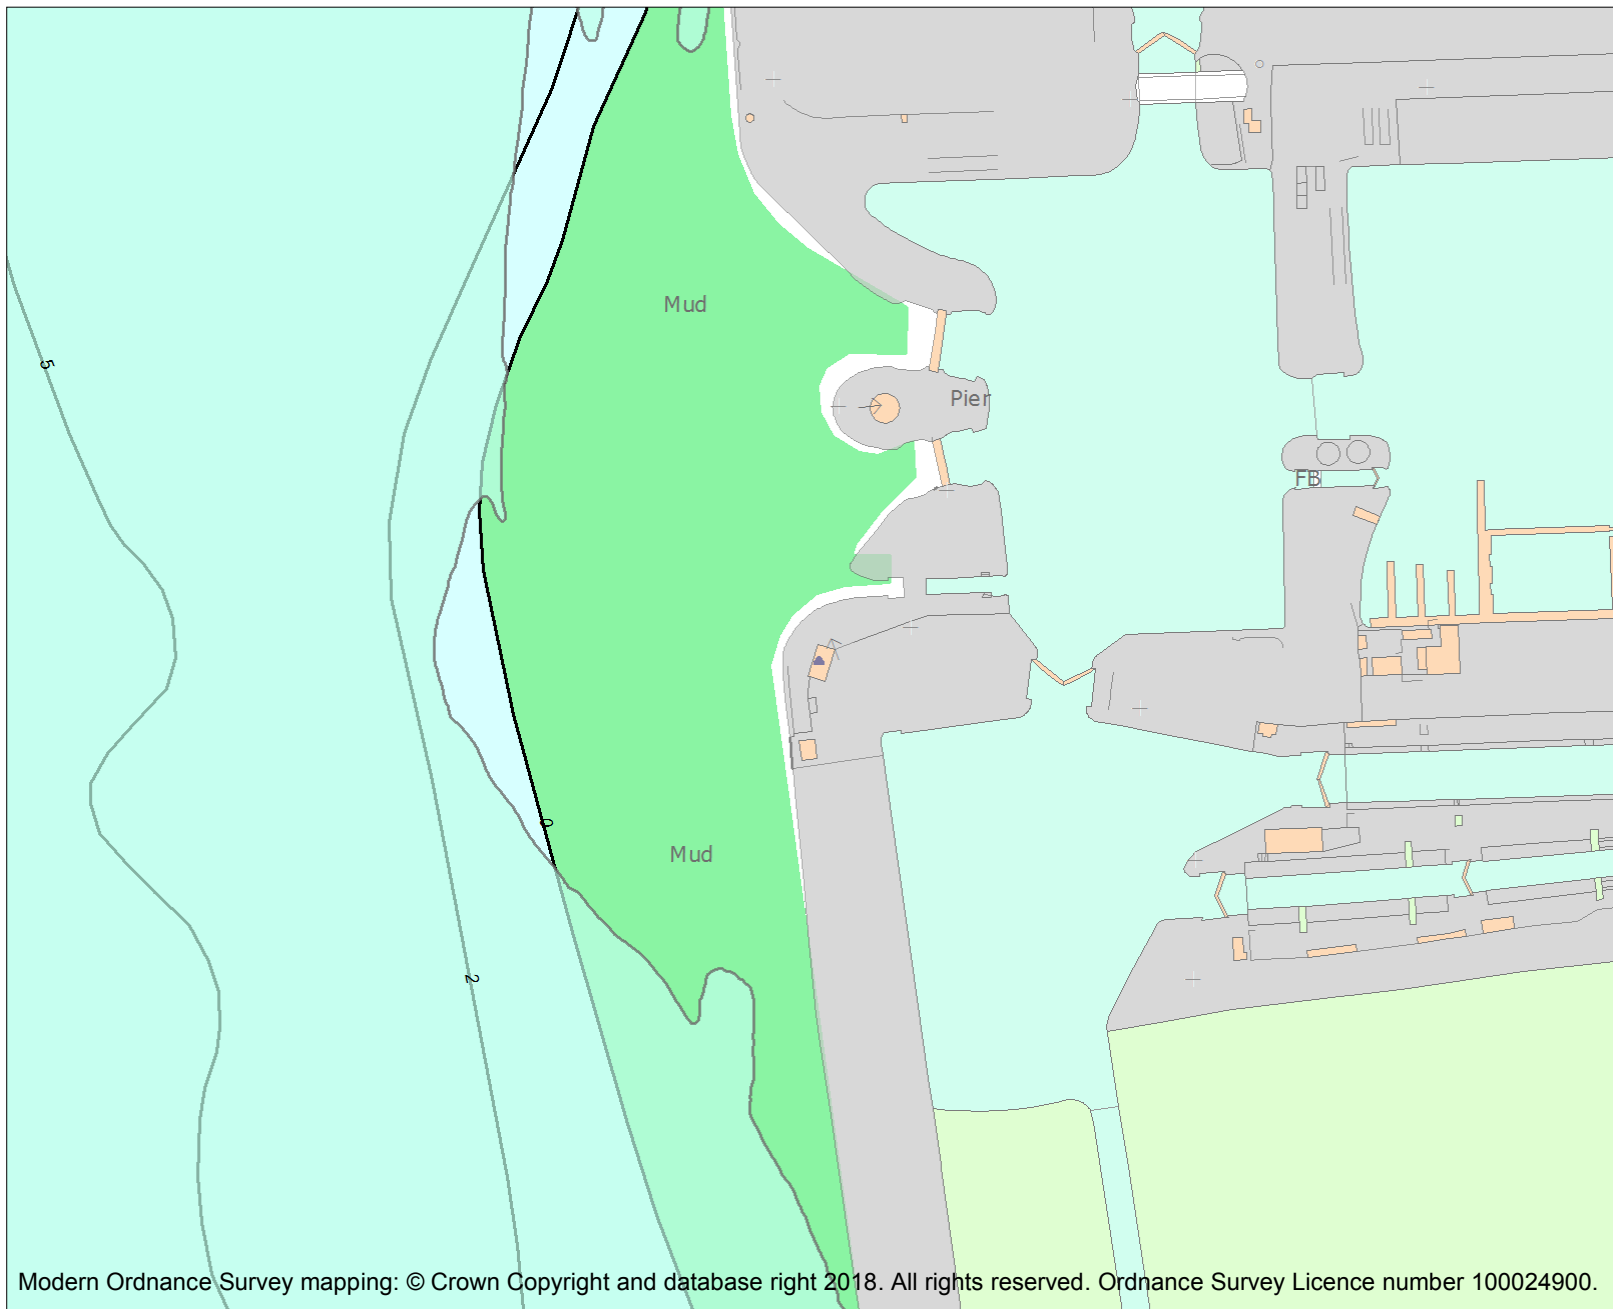 Mud
5
Pier
FB
0
Mud
2
Modern Ordnance Survey mapping: © Crown Copyright and database right 2018. All rights reserved. Ordnance Survey Licence number 100024900.